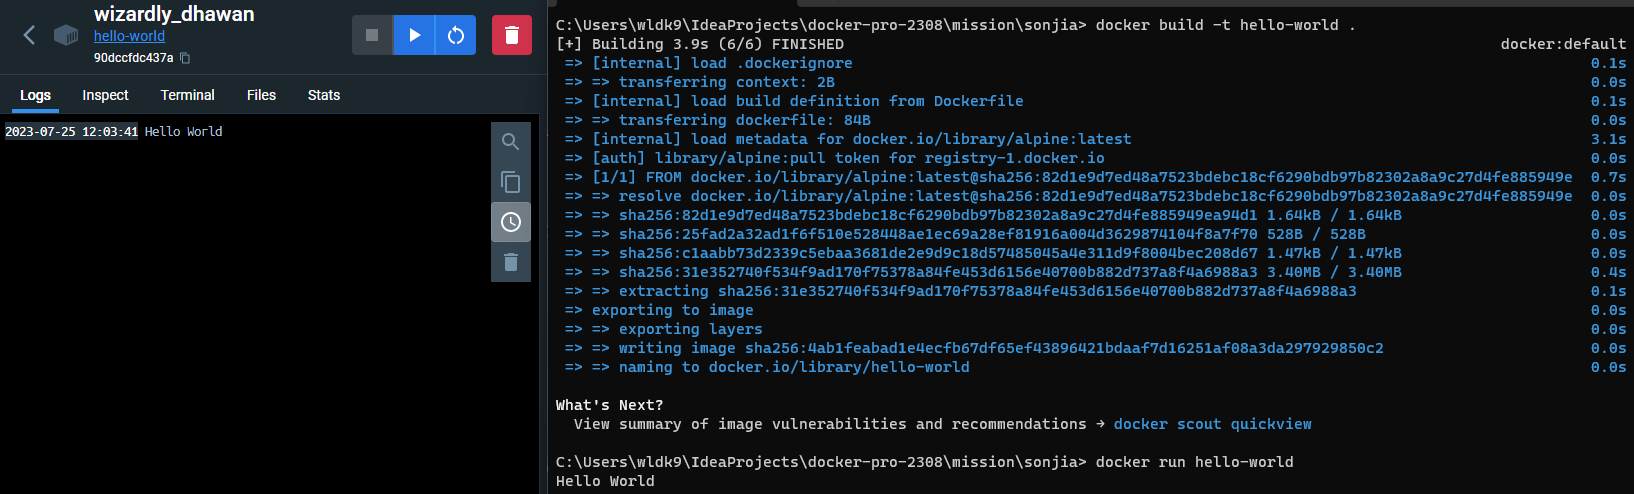 wizardly_dhawan
hello-world
90dccfdc437a
Logs Inspect Terminal Files Stats
2023-07-25 12:03:41 Hello World
C:\Users\wldk9\IdeaProjects\docker-pro-2308\mission\sonjia> docker build -t hello-world .
[+] Building 3.9s (6/6) FINISHED docker:default
=> [internal] load .dockerignore 0.1s
=> => transferring context: 2B 0.0s
=> [internal] load build definition from Dockerfile 0.1s
=> => transferring dockerfile: 84B 0.0s
=> [internal] load metadata for docker.io/library/alpine:latest 3.1s
=> [auth] library/alpine:pull token for registry-1.docker.io 0.0s
=> [1/1] FROM docker.io/library/alpine:latest@sha256:82d1e9d7ed48a7523bdebc18cf6290bdb97b82302a8a9c27d4fe885949e 0.7s
=> => resolve docker.io/library/alpine:latest@sha256:82d1e9d7ed48a7523bdebc18cf6290bdb97b82302a8a9c27d4fe885949e 0.0s
=> => sha256:82d1e9d7ed48a7523bdebc18cf6290bdb97b82302a8a9c27d4fe885949ea94d1 1.64kB / 1.64kB 0.0s
=> => sha256:25fad2a32ad1f6f510e528448ae1ec69a28ef81916a004d3629874104f8a7f70 528B / 528B 0.0s
=> => sha256:c1aabb73d2339c5ebaa3681de2e9d9c18d57485045a4e311d9f8004bec208d67 1.47kB / 1.47kB 0.0s
=> => sha256:31e352740f534f9ad170f75378a84fe453d6156e40700b882d737a8f4a6988a3 3.40MB / 3.40MB 0.4s
=> => extracting sha256:31e352740f534f9ad170f75378a84fe453d6156e40700b882d737a8f4a6988a3 0.1s
=> exporting to image 0.0s
=> => exporting layers 0.0s
=> => writing image sha256:4ab1feabad1e4ecfb67df65ef43896421bdaaf7d16251af08a3da297929850c2 0.0s
=> => naming to docker.io/library/hello-world 0.0s
What's Next?
View summary of image vulnerabilities and recommendations → docker scout quickview
C:\Users\wldk9\IdeaProjects\docker-pro-2308\mission\sonjia> docker run hello-world
Hello World